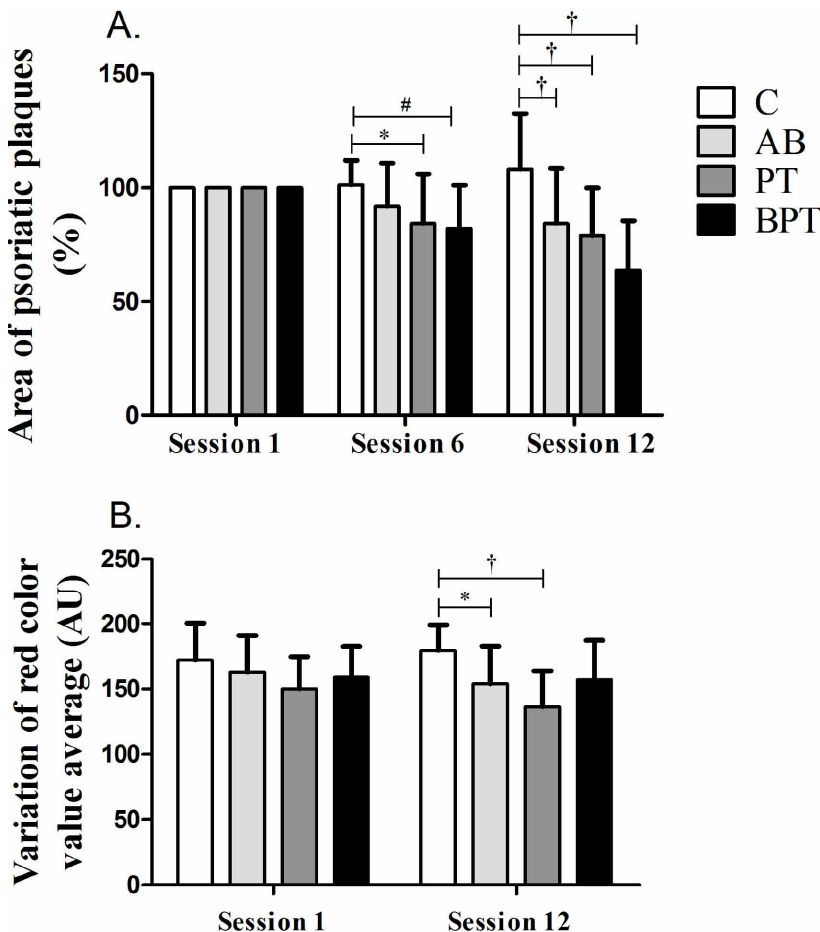 A.
Area of psoriatic plaques
(%)
150
100
50
0
#
*
†
†
†
Session 1
Session 6
Session 12
C
AB
PT
BPT
B.
Variation of red color
value average (AU)
250
200
150
100
50
0
†
*
Session 1
Session 12